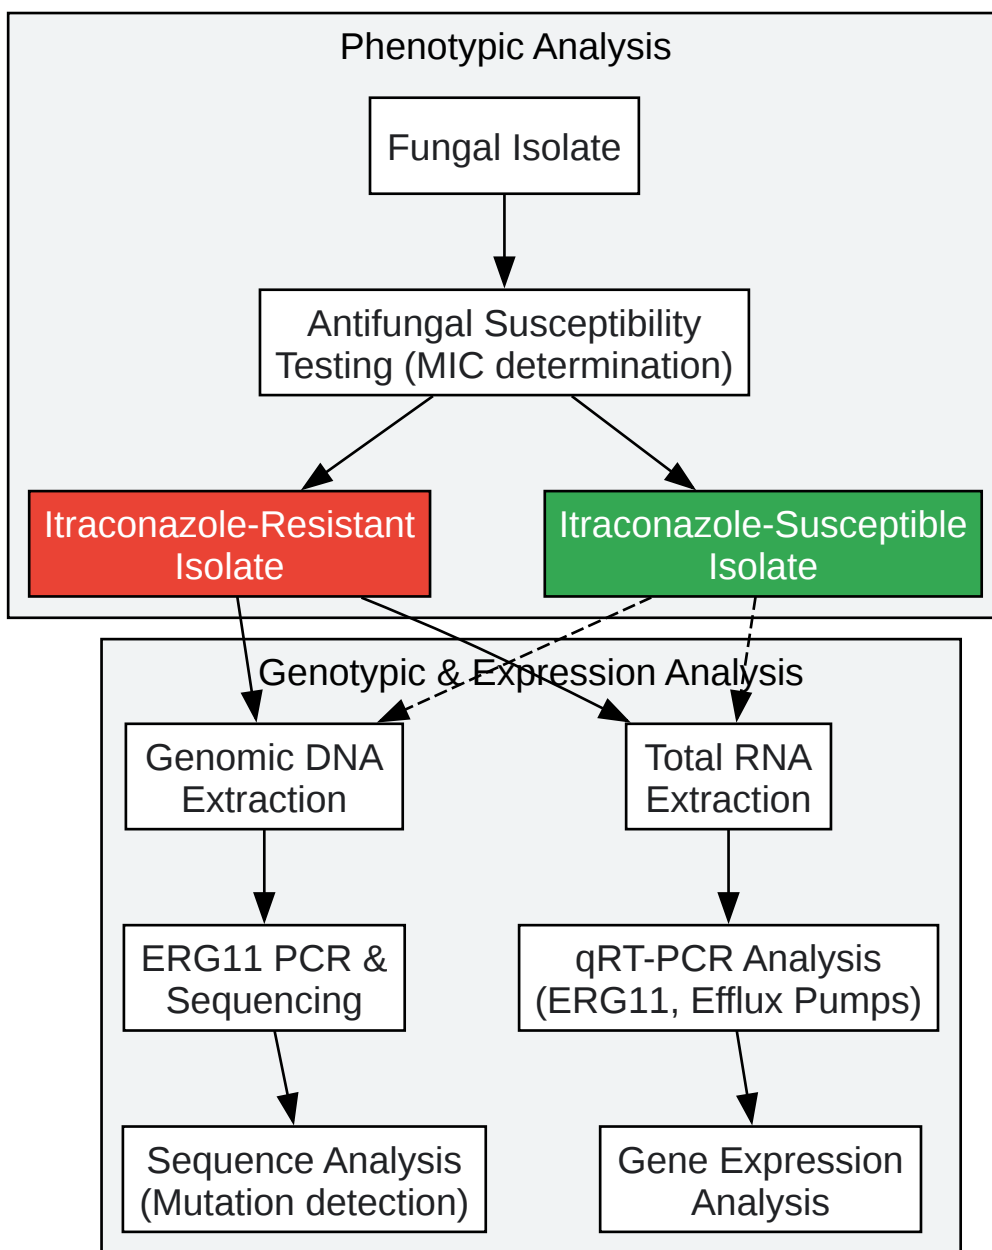 Phenotypic Analysis
Fungal Isolate
Antifungal Susceptibility
Testing (MIC determination)
Itraconazole-Resistant
Isolate
Itraconazole-Susceptible
Isolate
Genotypic & Expression Analysis
Genomic DNA
Extraction
Total RNA
Extraction
ERG11 PCR &
Sequencing
qRT-PCR Analysis
(ERG11, Efflux Pumps)
Sequence Analysis
(Mutation detection)
Gene Expression
Analysis